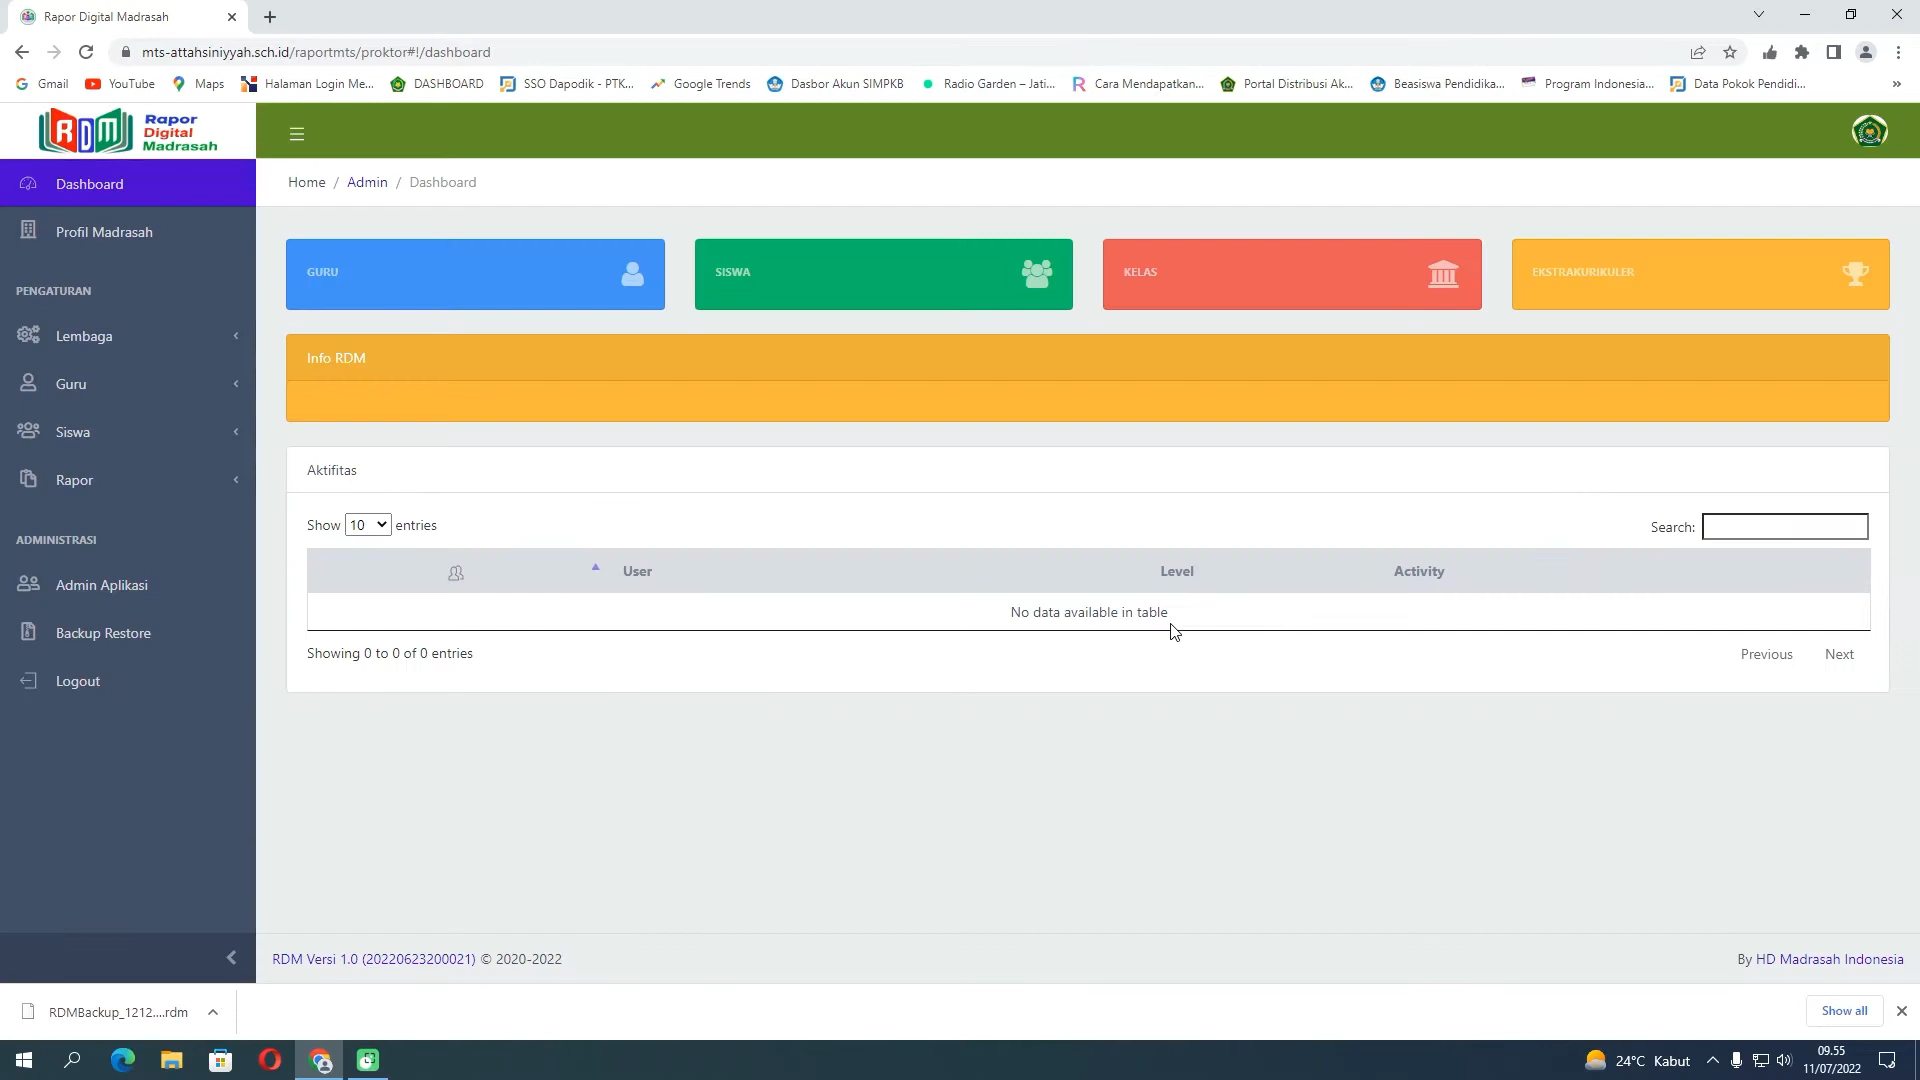 Rapor Digital Madrasah
mts-attahsiniyyah.sch.id/raportmts/proktor#!/dashboard
Gmail YouTube Maps Halaman Login Me... DASHBOARD SSO Dapodik - PTK... Google Trends Dasbor Akun SIMPKB Radio Garden – Jati... Cara Mendapatkan... Portal Distribusi Ak... Beasiswa Pendidika... Program Indonesia... Data Pokok Pendidi... »
RDM
Rapor
Digital
Madrasah
Dashboard
Profil Madrasah
PENGATURAN
Lembaga
Guru
Siswa
Rapor
ADMINISTRASI
Admin Aplikasi
Backup Restore
Logout
Home / Admin / Dashboard
GURU
SISWA
KELAS
EKSTRAKURIKULER
Info RDM
Aktifitas
Show 10 entries
Search:
User Level Activity
No data available in table
Showing 0 to 0 of 0 entries
Previous Next
RDM Versi 1.0 (20220623200021) © 2020-2022
By HD Madrasah Indonesia
RDMBackup_1212....rdm
Show all
24°C Kabut
09.55
11/07/2022